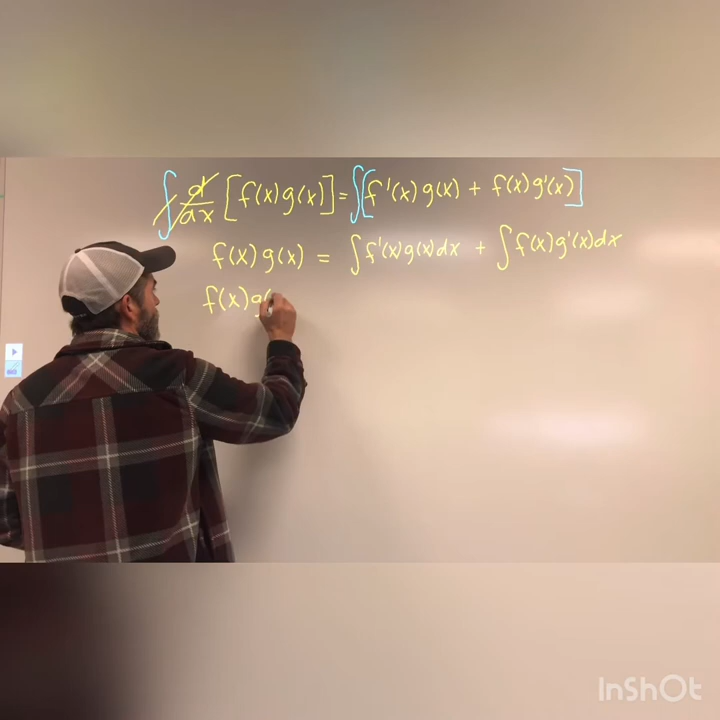 ∫ d/dx [f(x)g(x)] = ∫[f'(x)g(x) + f(x)g'(x)]
f(x)g(x) = ∫f'(x)g(x)dx + ∫f(x)g'(x)dx
f(x)g(
InShOt